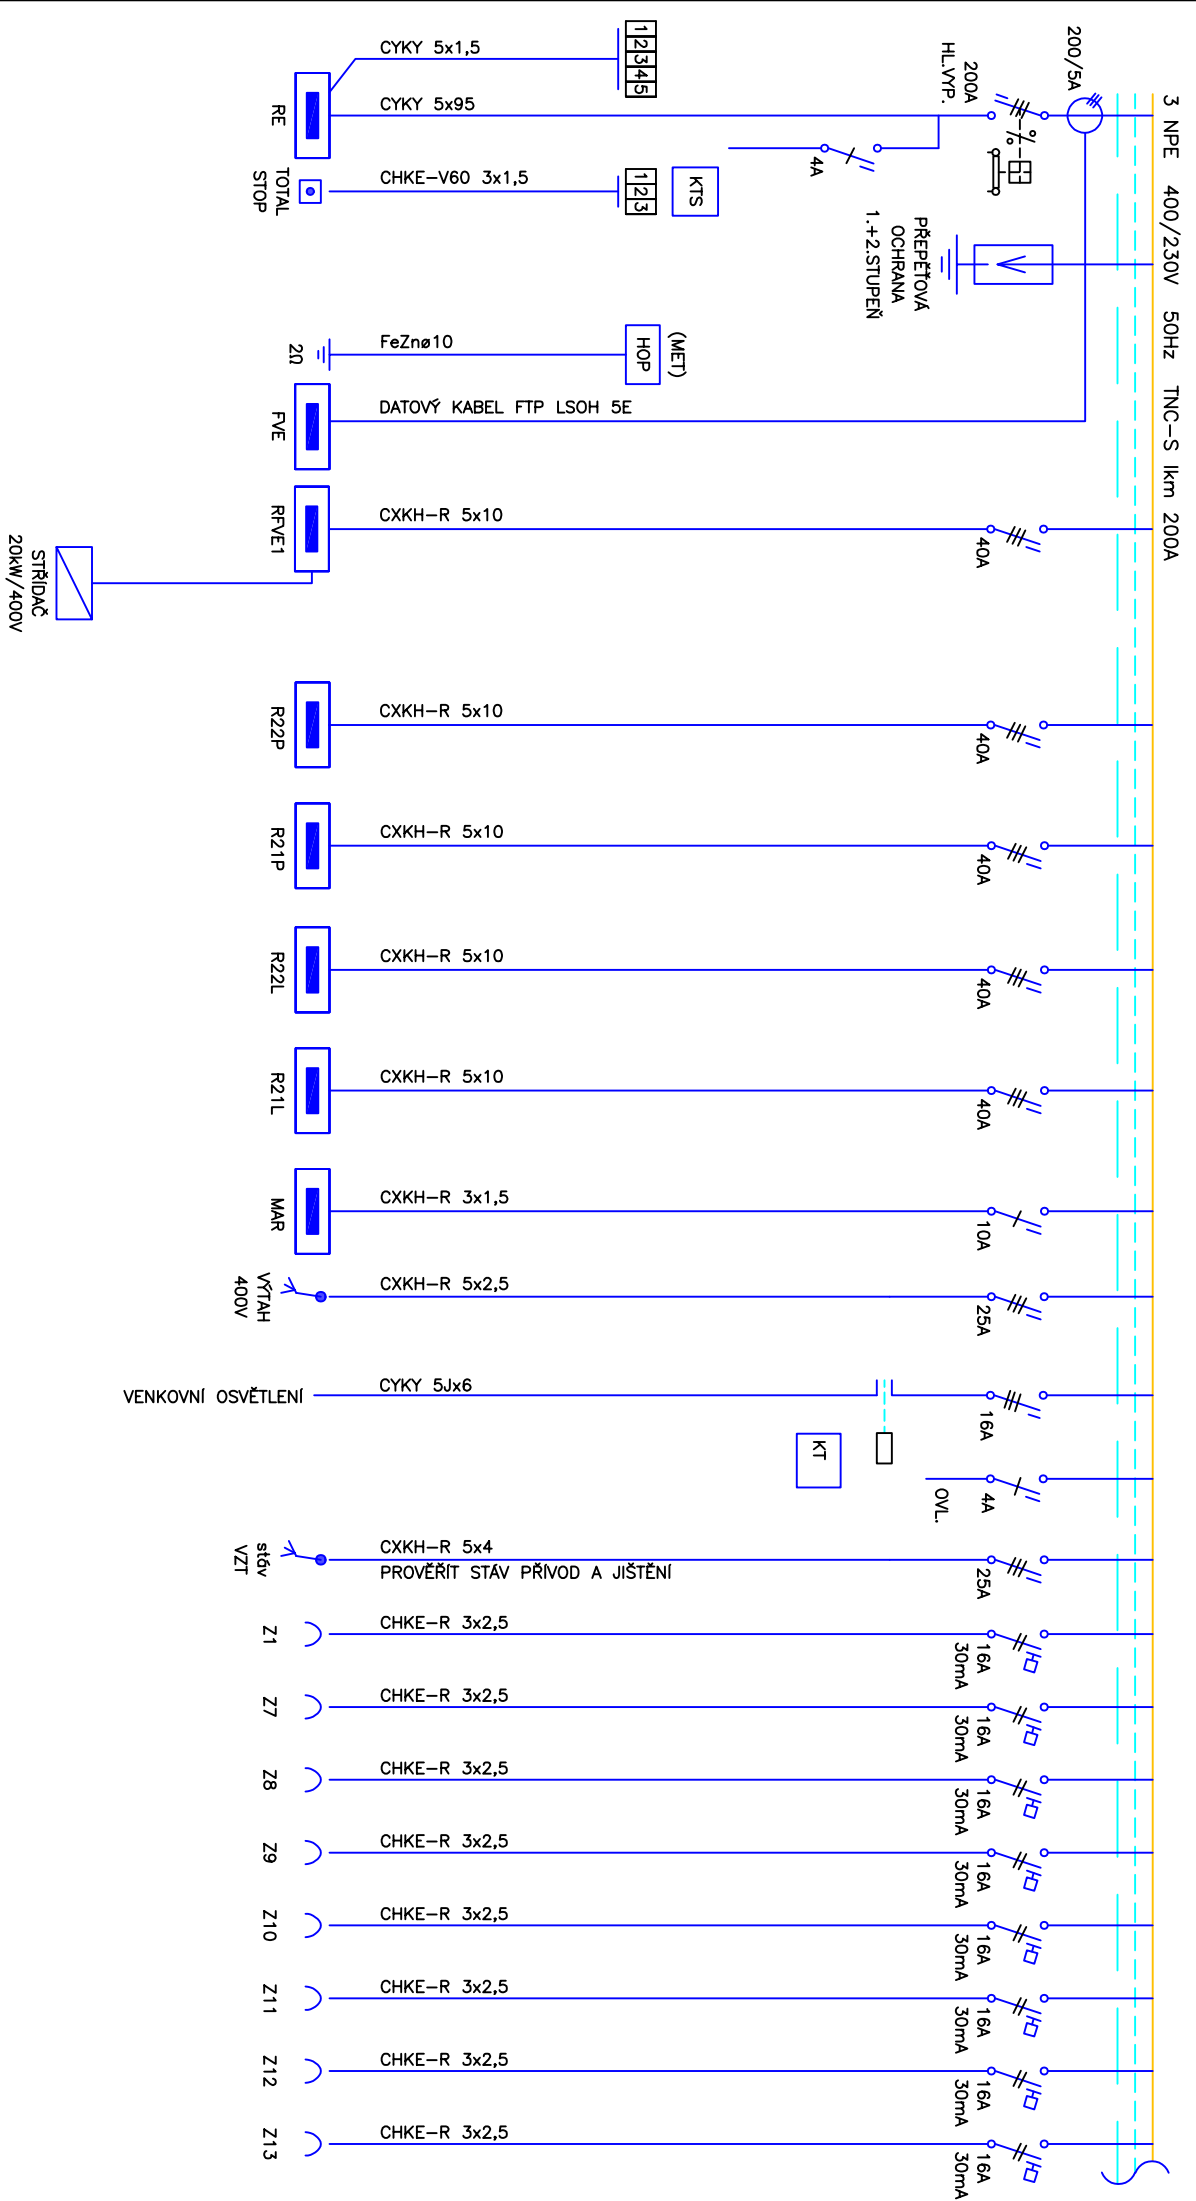 3 NPE 400/230V 50Hz TNC-S Ikm 200A
200/5A
200A
HL.VYP.
4A
12345
CYKY 5x1,5
CYKY 5x95
RE
KTS
123
CHKE-V60 3x1,5
TOTAL
STOP
PŘEPĚŤOVÁ
OCHRANA
1.+2.STUPEŇ
(MET)
HOP
FeZnø10
2Ω
DATOVÝ KABEL FTP LSOH 5E
FVE
40A
CXKH-R 5x10
RFVE1
STŘÍDAČ
20kW/400V
40A
CXKH-R 5x10
R22P
40A
CXKH-R 5x10
R21P
40A
CXKH-R 5x10
R22L
40A
CXKH-R 5x10
R21L
10A
CXKH-R 3x1,5
MAR
25A
CXKH-R 5x2,5
VÝTAH
400V
16A
CYKY 5Jx6
VENKOVNÍ OSVĚTLENÍ
KT
4A
OVL.
25A
CXKH-R 5x4
PROVĚŘIT STÁV PŘÍVOD A JIŠTĚNÍ
stáv
VZT
16A
30mA
CHKE-R 3x2,5
Z1
16A
30mA
CHKE-R 3x2,5
Z7
16A
30mA
CHKE-R 3x2,5
Z8
16A
30mA
CHKE-R 3x2,5
Z9
16A
30mA
CHKE-R 3x2,5
Z10
16A
30mA
CHKE-R 3x2,5
Z11
16A
30mA
CHKE-R 3x2,5
Z12
16A
30mA
CHKE-R 3x2,5
Z13